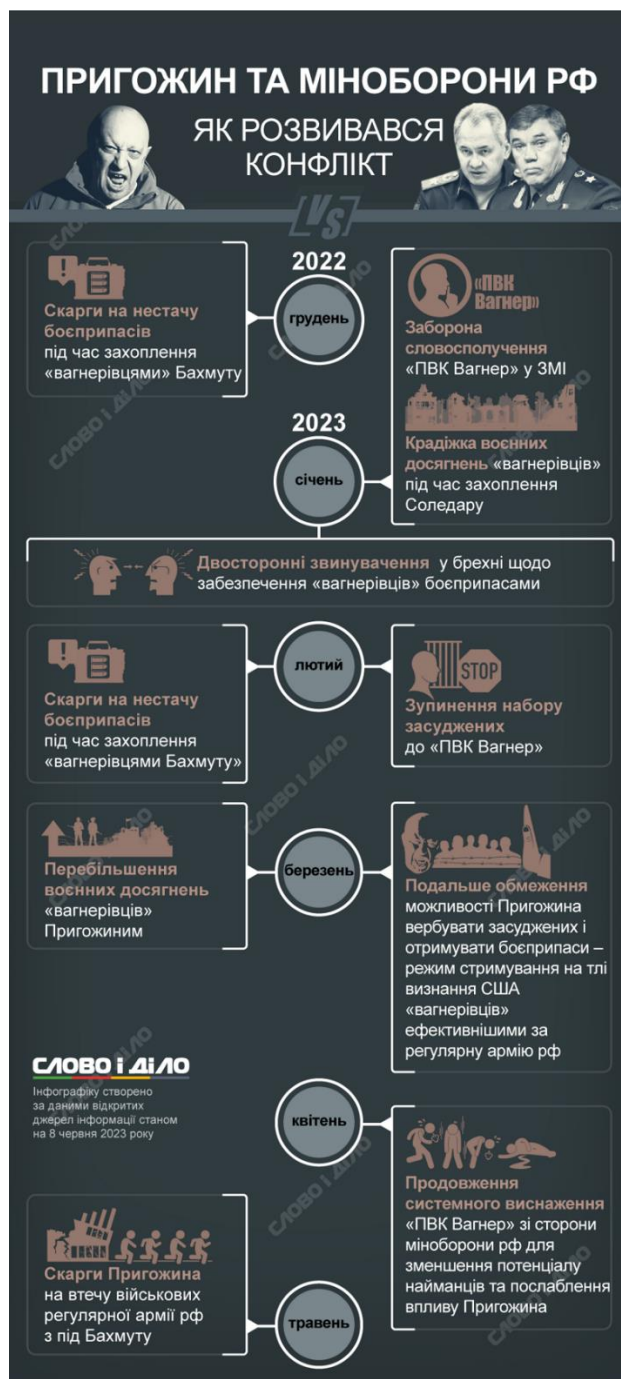 ПРИГОЖИН ТА МІНОБОРОНИ РФ
ЯК РОЗВИВАВСЯ
КОНФЛІКТ
VS
2022
грудень
Скарги на нестачу
боєприпасів
під час захоплення
«вагнерівцями» Бахмуту
«ПВК
Вагнер»
Заборона
словосполучення
«ПВК Вагнер» у ЗМІ
2023
січень
Крадіжка воєнних
досягнень «вагнерівців»
під час захоплення
Соледару
Двосторонні звинувачення у брехні щодо
забезпечення «вагнерівців» боєприпасами
лютий
Скарги на нестачу
боєприпасів
під час захоплення
«вагнерівцями Бахмуту»
STOP
Зупинення набору
засуджених
до «ПВК Вагнер»
березень
Перебільшення
воєнних досягнень
«вагнерівців»
Пригожиним
Подальше обмеження
можливості Пригожина
вербувати засуджених і
отримувати боєприпаси –
режим стримування на тлі
визнання США
«вагнерівців»
ефективнішими за
регулярну армію рф
СЛОВО і ДІЛО
Інфографіку створено
за даними відкритих
джерел інформації станом
на 8 червня 2023 року
квітень
Продовження
системного виснаження
«ПВК Вагнер» зі сторони
міноборони рф для
зменшення потенціалу
найманців та послаблення
впливу Пригожина
травень
Скарги Пригожина
на втечу військових
регулярної армії рф
з під Бахмуту